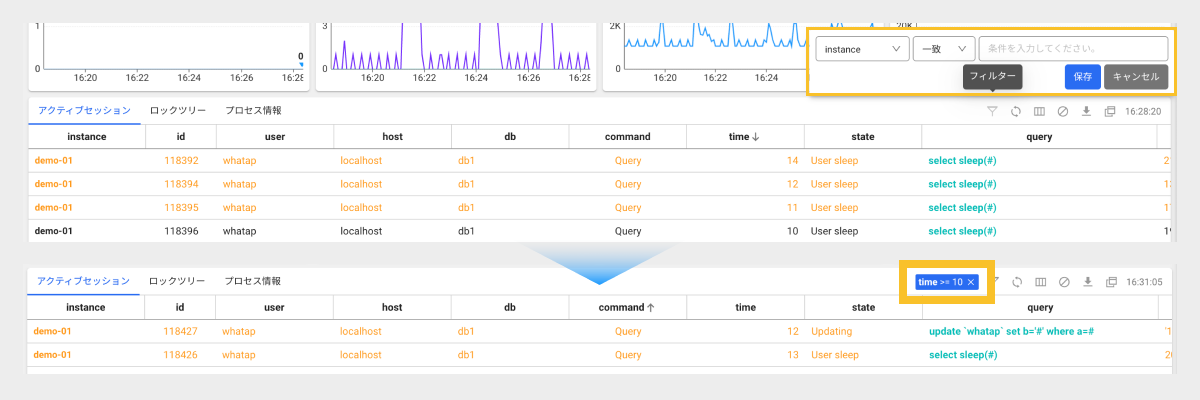 1
0
0
16:20 16:22 16:24 16:26 16:28
3
0
16:20 16:22 16:24 16:26 16:28
2K
0
16:20 16:22 16:24
20K
instance 一致 条件を入力してください。
フィルター 保存 キャンセル
アクティブセッション ロックツリー プロセス情報 16:28:20
instance id user host db command time ↓ state query
demo-01 118392 whatap localhost db1 Query 14 User sleep select sleep(#)
demo-01 118394 whatap localhost db1 Query 12 User sleep select sleep(#)
demo-01 118395 whatap localhost db1 Query 11 User sleep select sleep(#)
demo-01 118396 whatap localhost db1 Query 10 User sleep select sleep(#)
アクティブセッション ロックツリー プロセス情報 time >= 10 × 16:31:05
instance id user host db command ↑ time state query
demo-01 118427 whatap localhost db1 Query 12 Updating update `whatap` set b='#' where a=#
demo-01 118426 whatap localhost db1 Query 13 User sleep select sleep(#)